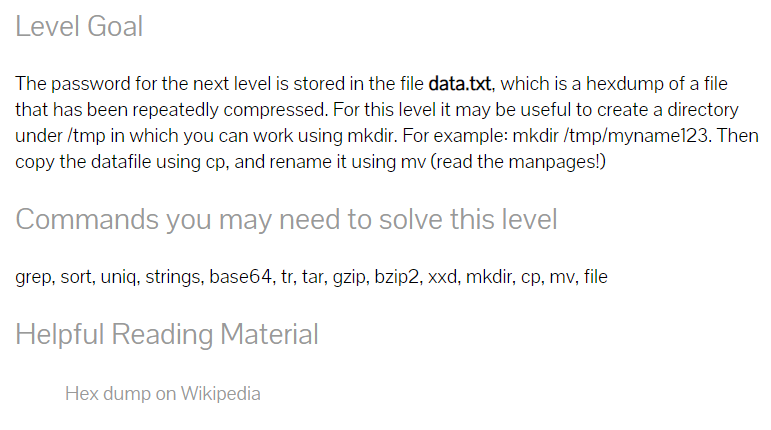 Level Goal
The password for the next level is stored in the file data.txt, which is a hexdump of a file
that has been repeatedly compressed. For this level it may be useful to create a directory
under /tmp in which you can work using mkdir. For example: mkdir /tmp/myname123. Then
copy the datafile using cp, and rename it using mv (read the manpages!)
Commands you may need to solve this level
grep, sort, uniq, strings, base64, tr, tar, gzip, bzip2, xxd, mkdir, cp, mv, file
Helpful Reading Material
Hex dump on Wikipedia